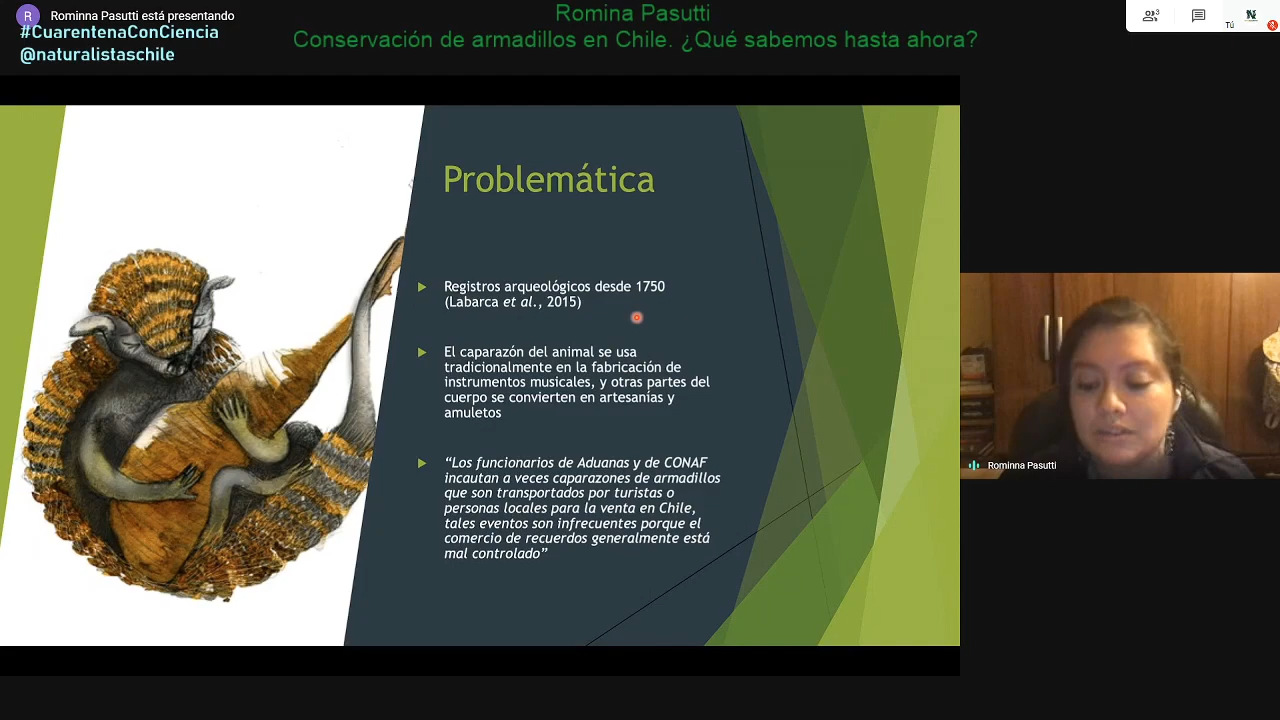 Rominna Pasutti está presentando
#CuarentenaConCiencia
@naturalistaschile
Romina Pasutti
Conservación de armadillos en Chile. ¿Qué sabemos hasta ahora?
3
Tú
Problemática
Registros arqueológicos desde 1750
(Labarca et al., 2015)
El caparazón del animal se usa
tradicionalmente en la fabricación de
instrumentos musicales, y otras partes del
cuerpo se convierten en artesanías y
amuletos
“Los funcionarios de Aduanas y de CONAF
incautan a veces caparazones de armadillos
que son transportados por turistas o
personas locales para la venta en Chile,
tales eventos son infrecuentes porque el
comercio de recuerdos generalmente está
mal controlado”
Rominna Pasutti
R